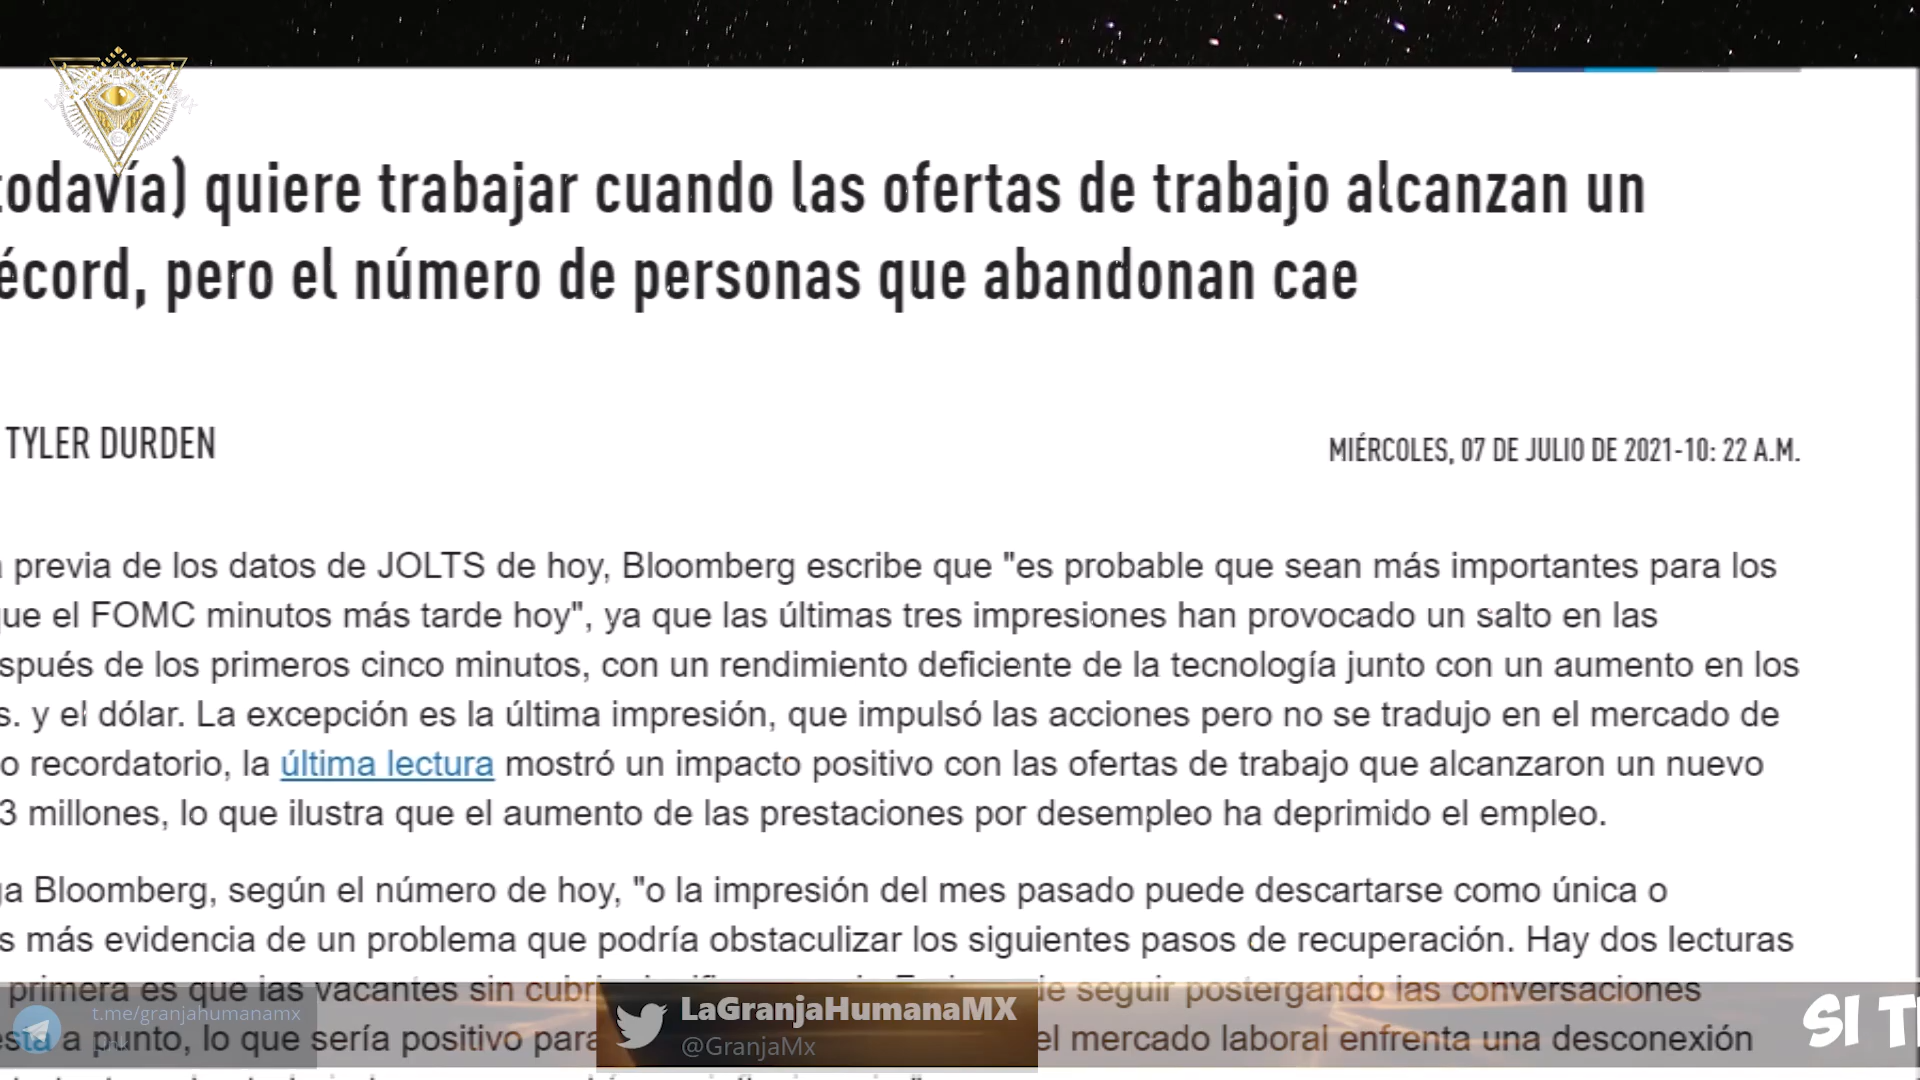 todavía) quiere trabajar cuando las ofertas de trabajo alcanzan un
écord, pero el número de personas que abandonan cae
TYLER DURDEN
MIÉRCOLES, 07 DE JULIO DE 2021-10: 22 A.M.
previa de los datos de JOLTS de hoy, Bloomberg escribe que "es probable que sean más importantes para los
que el FOMC minutos más tarde hoy", ya que las últimas tres impresiones han provocado un salto en las
spués de los primeros cinco minutos, con un rendimiento deficiente de la tecnología junto con un aumento en los
s. y el dólar. La excepción es la última impresión, que impulsó las acciones pero no se tradujo en el mercado de
o recordatorio, la última lectura mostró un impacto positivo con las ofertas de trabajo que alcanzaron un nuevo
3 millones, lo que ilustra que el aumento de las prestaciones por desempleo ha deprimido el empleo.
ga Bloomberg, según el número de hoy, "o la impresión del mes pasado puede descartarse como única o
s más evidencia de un problema que podría obstaculizar los siguientes pasos de recuperación. Hay dos lecturas
primera es que las vacantes sin cubri de seguir postergando las conversaciones
está a punto, lo que sería positivo para el mercado laboral enfrenta una desconexión
t.me/granjahumanamx
LaGranjaHumanaMX
@GranjaMx
SI T